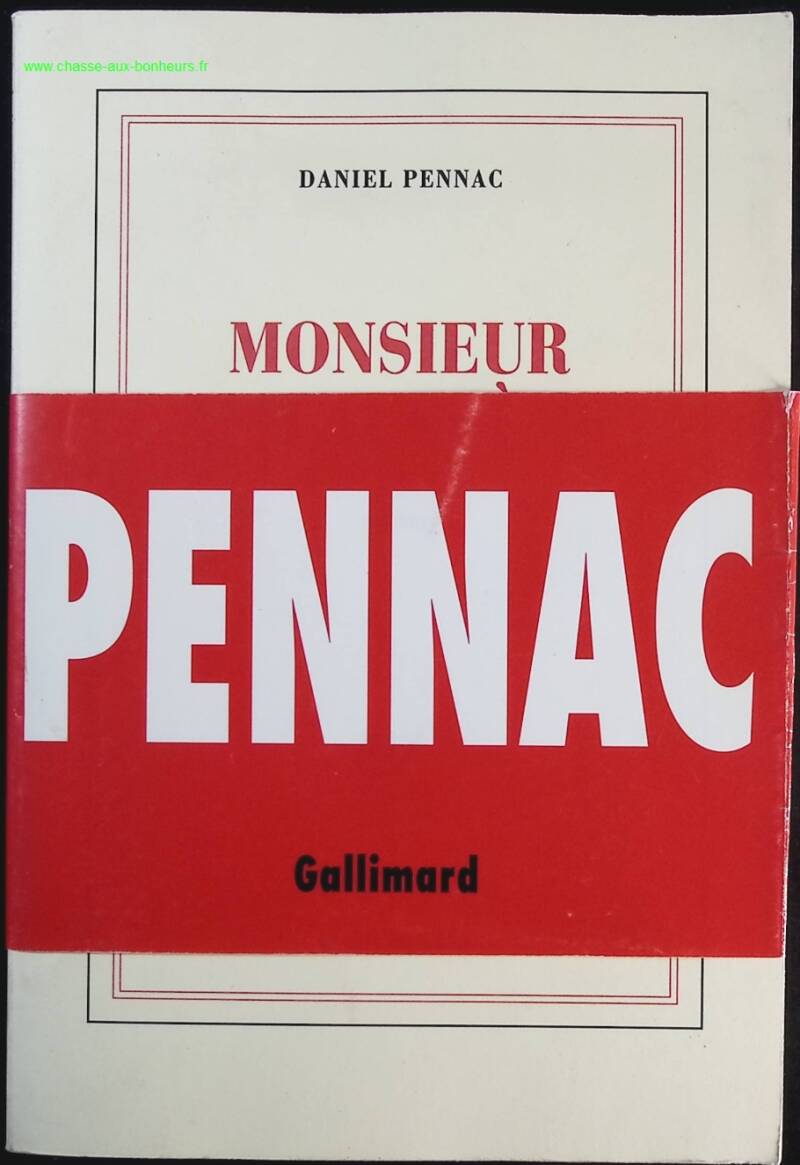 www.chasse-aux-bonheurs.fr
DANIEL PENNAC
MONSIEUR
PENNAC
Gallimard